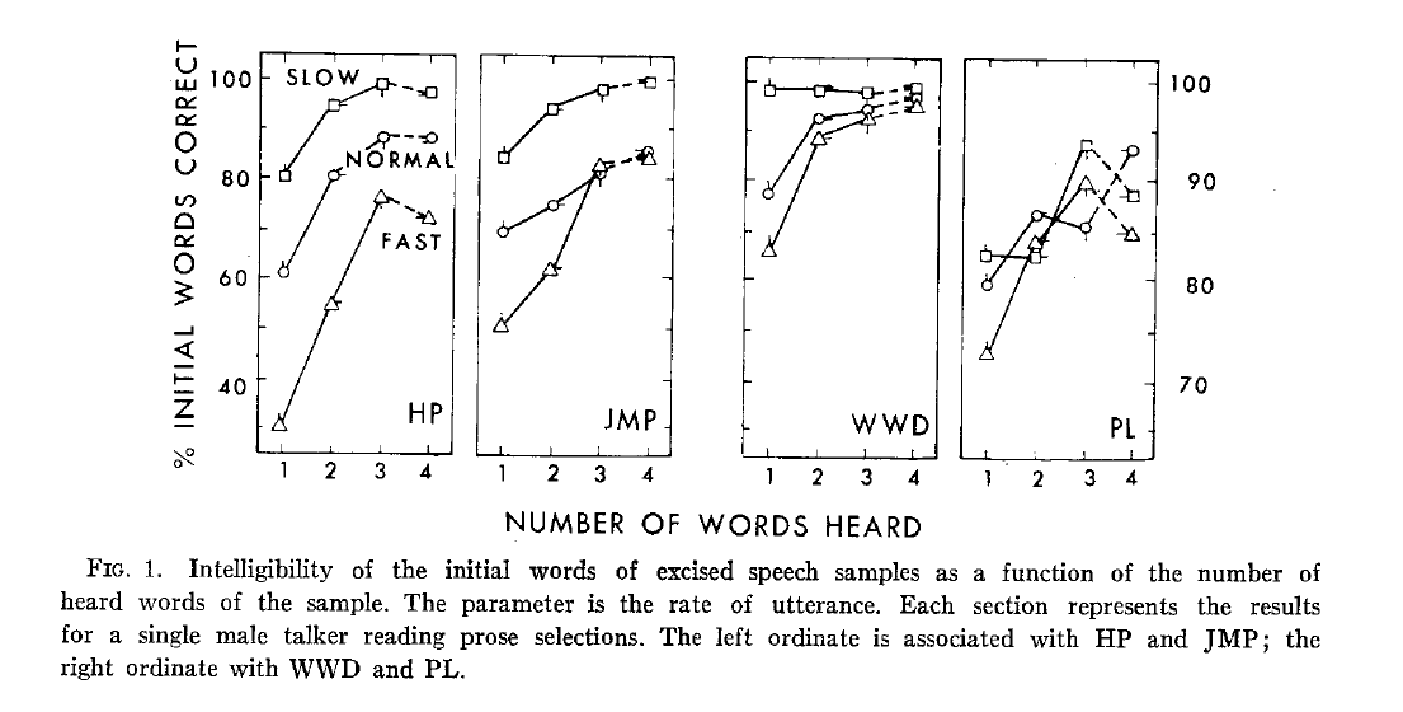 % INITIAL WORDS CORRECT
100
80
60
40
SLOW
NORMAL
FAST
HP
JMP
WWD
PL
100
90
80
70
1 2 3 4
1 2 3 4
1 2 3 4
1 2 3 4
NUMBER OF WORDS HEARD
FIG. 1. Intelligibility of the initial words of excised speech samples as a function of the number of
heard words of the sample. The parameter is the rate of utterance. Each section represents the results
for a single male talker reading prose selections. The left ordinate is associated with HP and JMP; the
right ordinate with WWD and PL.